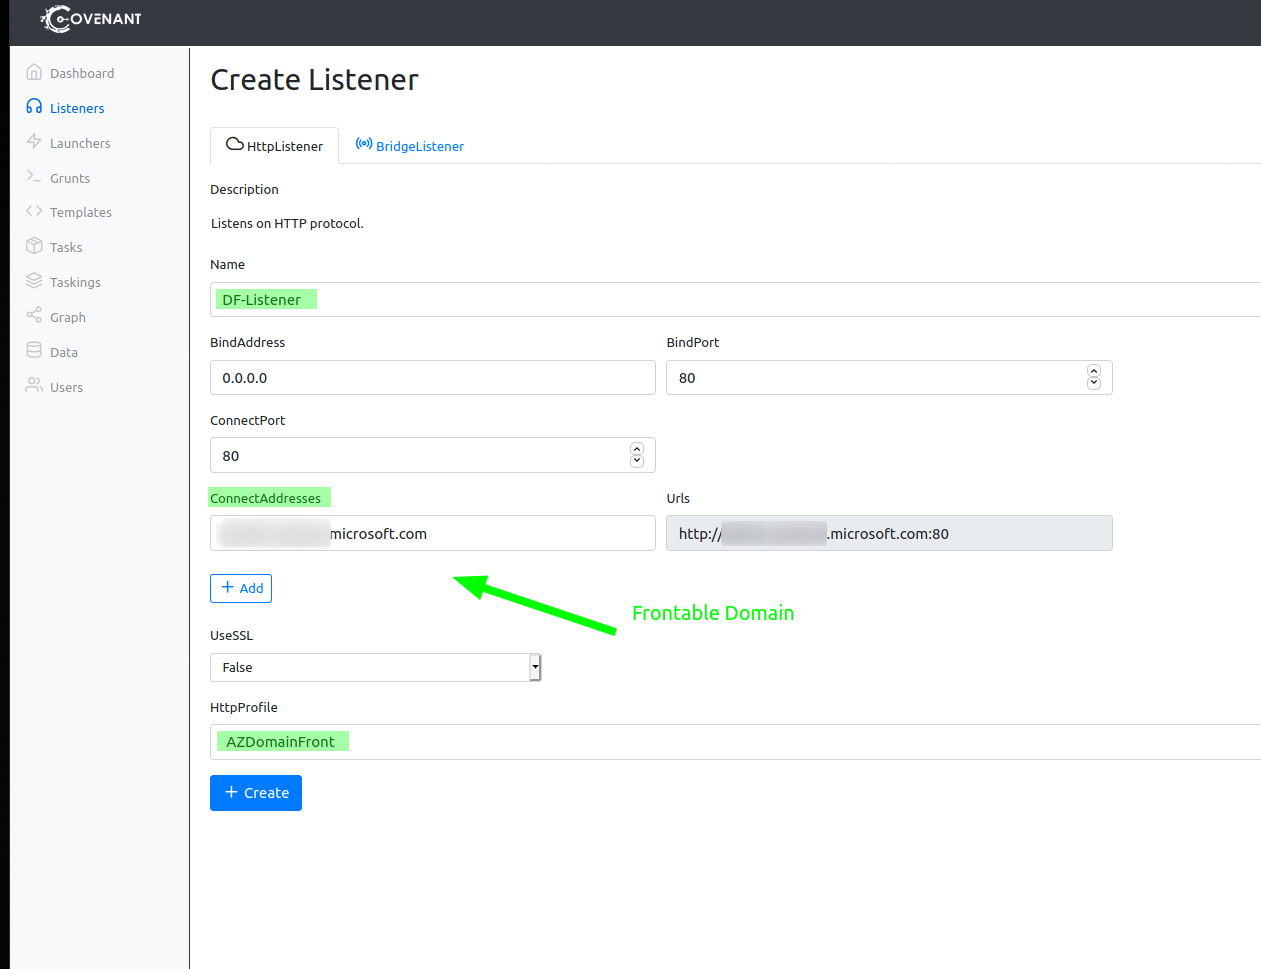 COVENANT
Dashboard
Listeners
Launchers
Grunts
Templates
Tasks
Taskings
Graph
Data
Users
Create Listener
HttpListener BridgeListener
Description
Listens on HTTP protocol.
Name
DF-Listener
BindAddress BindPort
0.0.0.0 80
ConnectPort
80
ConnectAddresses Urls
microsoft.com http:// .microsoft.com:80
+ Add
Frontable Domain
UseSSL
False
HttpProfile
AZDomainFront
+ Create